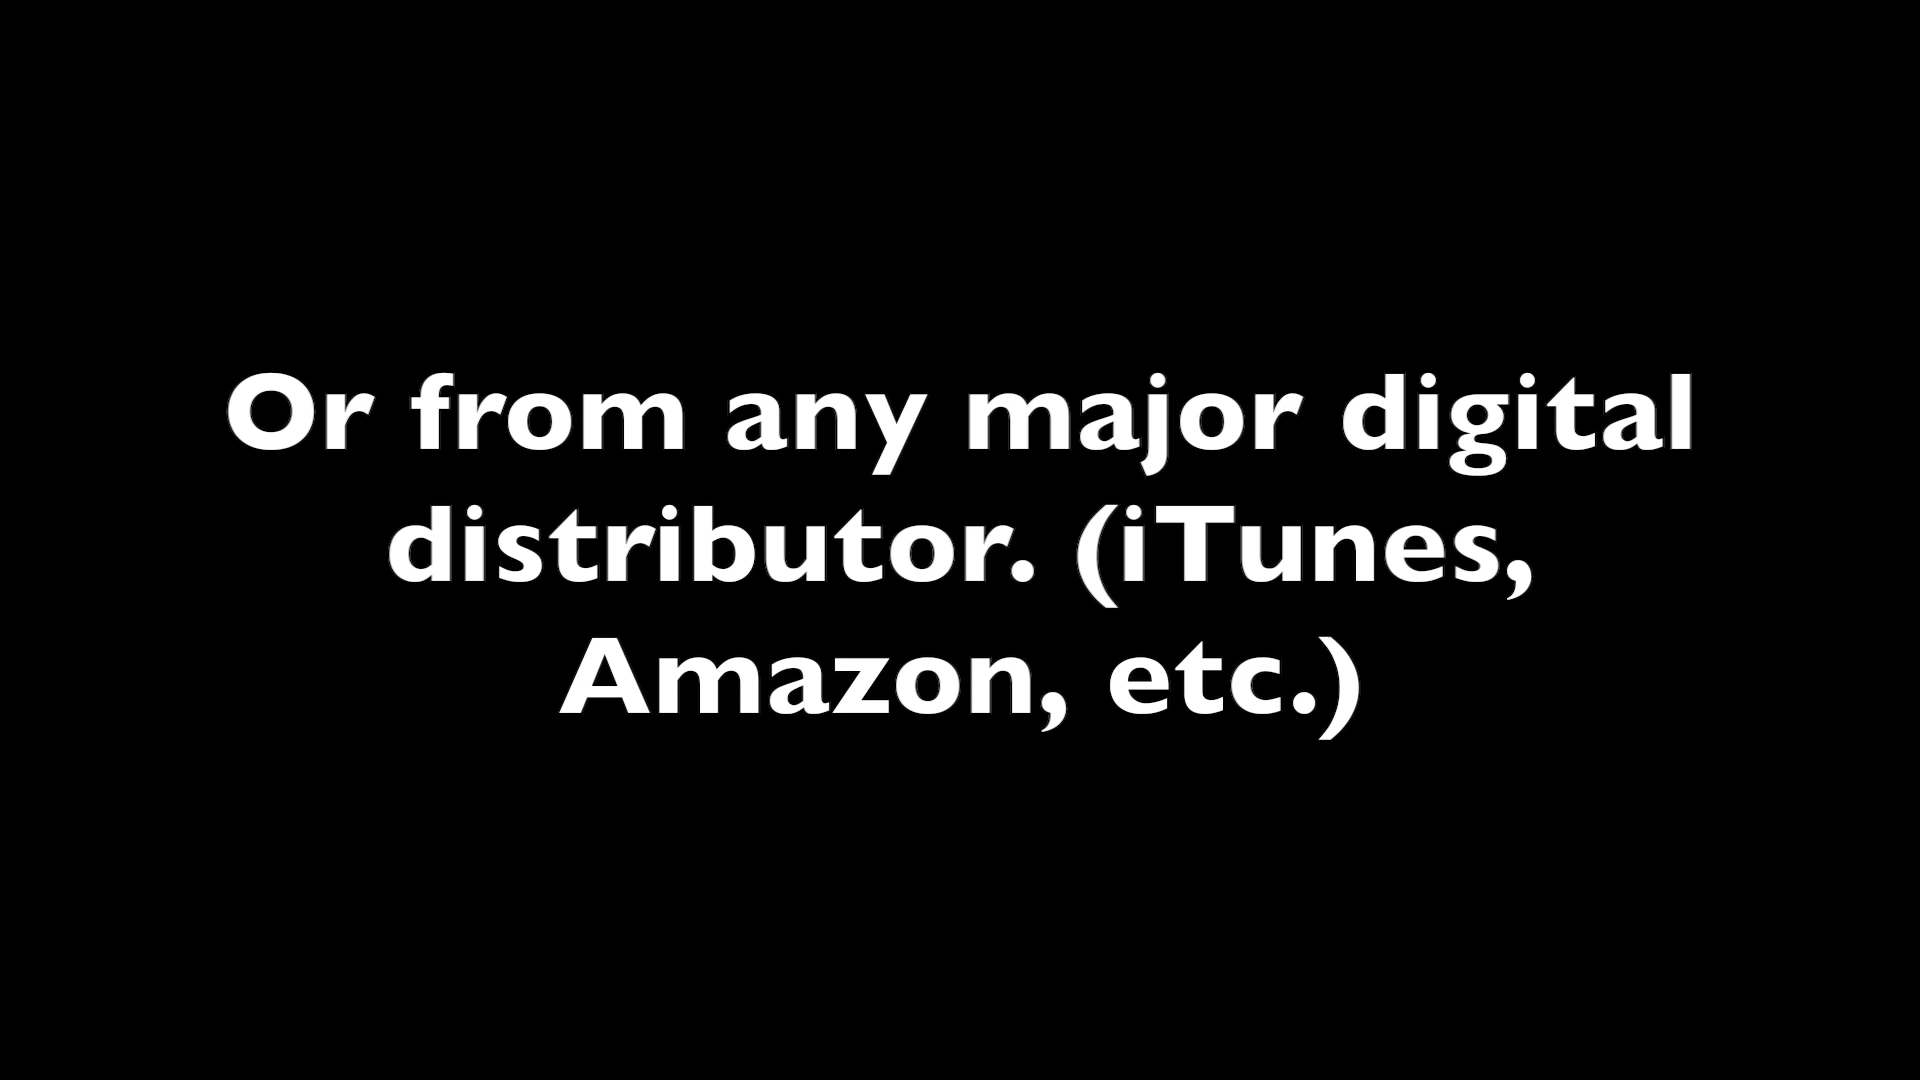 Or from any major digital
distributor. (iTunes,
Amazon, etc.)